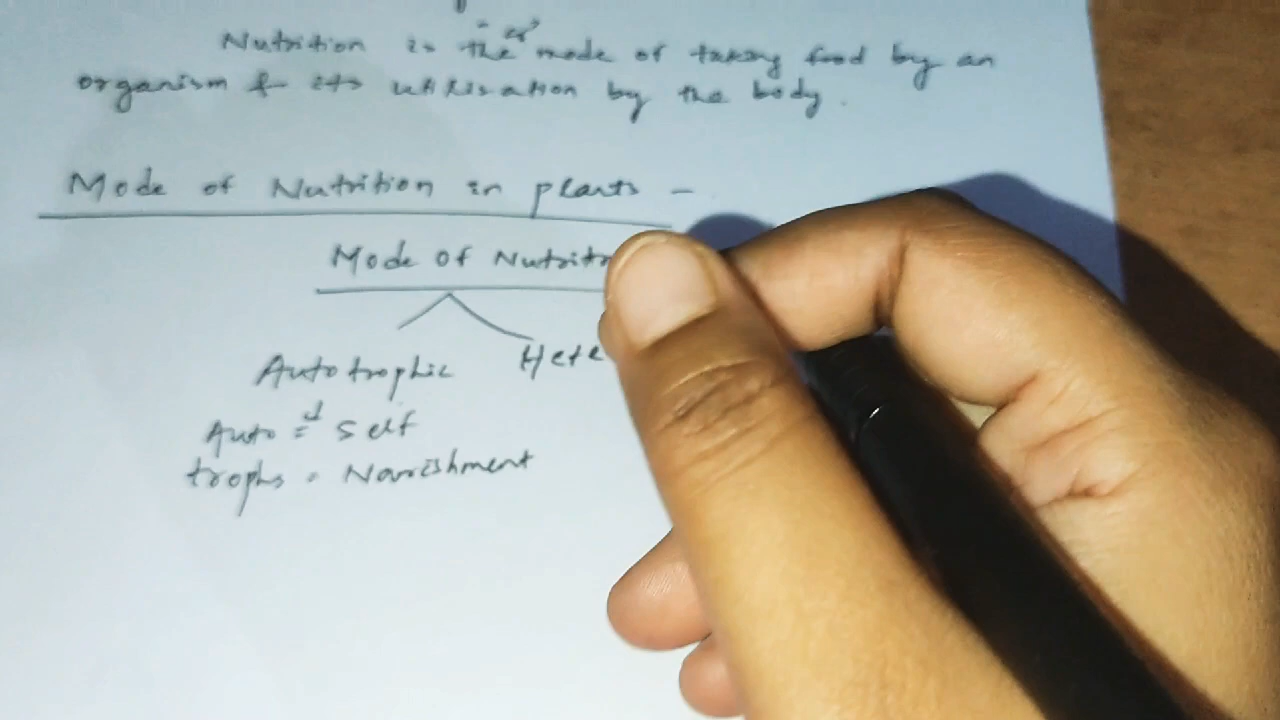 Nutrition is the mode of taking food by an
organism & its utilisation by the body.
Mode of Nutrition in plants -
Mode of Nutriti
Autotrophic Hete
Auto = Self
trophs = Nourishment